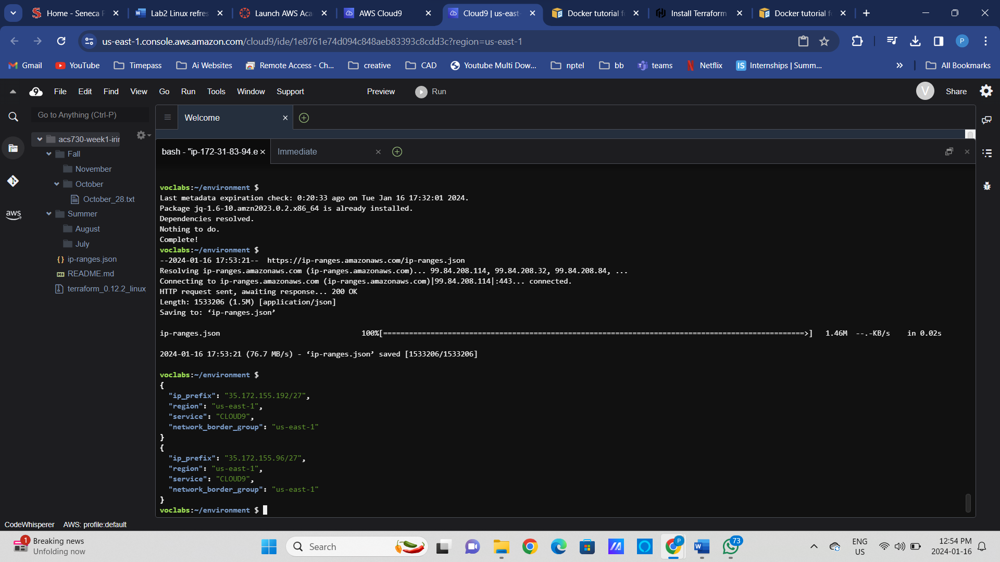 Home - Seneca P
Lab2 Linux refres
Launch AWS Aca
AWS Cloud9
Cloud9 | us-east-
Docker tutorial f
Install Terraform
Docker tutorial f
us-east-1.console.aws.amazon.com/cloud9/ide/1e8761e74d094c848aeb83393c8cdd3c?region=us-east-1
P
Gmail
YouTube
Timepass
Ai Websites
Remote Access - Ch...
creative
CAD
Youtube Multi Dow...
nptel
bb
teams
Netflix
IS Internships | Summ...
All Bookmarks
9 File Edit Find View Go Run Tools Window Support Preview Run V Share
Go to Anything (Ctrl-P)
Welcome
acs730-week1-irin
Fall
November
October
October_28.txt
Summer
August
July
ip-ranges.json
README.md
terraform_0.12.2_linux
aws
bash - "ip-172-31-83-94.e
Immediate
voclabs:~/environment $
Last metadata expiration check: 0:20:33 ago on Tue Jan 16 17:32:01 2024.
Package jq-1.6-10.amzn2023.0.2.x86_64 is already installed.
Dependencies resolved.
Nothing to do.
Complete!
voclabs:~/environment $
--2024-01-16 17:53:21-- https://ip-ranges.amazonaws.com/ip-ranges.json
Resolving ip-ranges.amazonaws.com (ip-ranges.amazonaws.com)... 99.84.208.114, 99.84.208.32, 99.84.208.84, ...
Connecting to ip-ranges.amazonaws.com (ip-ranges.amazonaws.com)|99.84.208.114|:443... connected.
HTTP request sent, awaiting response... 200 OK
Length: 1533206 (1.5M) [application/json]
Saving to: ‘ip-ranges.json’
ip-ranges.json 100%[==================================================================================================>] 1.46M --.-KB/s in 0.02s
2024-01-16 17:53:21 (76.7 MB/s) - ‘ip-ranges.json’ saved [1533206/1533206]
voclabs:~/environment $
{
"ip_prefix": "35.172.155.192/27",
"region": "us-east-1",
"service": "CLOUD9",
"network_border_group": "us-east-1"
}
{
"ip_prefix": "35.172.155.96/27",
"region": "us-east-1",
"service": "CLOUD9",
"network_border_group": "us-east-1"
}
voclabs:~/environment $
CodeWhisperer AWS: profile:default
1
Breaking news
Unfolding now
Search
P
73
ENG
US
12:54 PM
2024-01-16